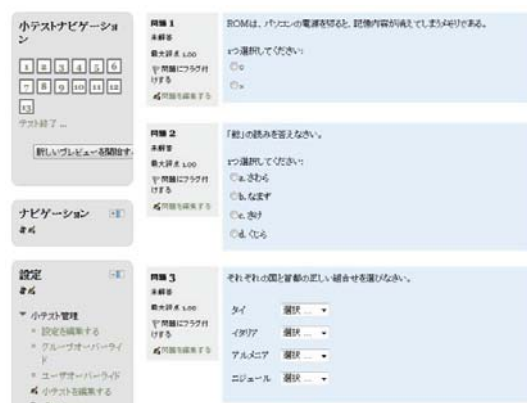 小テストナビゲーション
1 2 3 4 5 6
7 8 9 10 11 12
13
テスト終了 ...
新しいプレビューを開始す
ナビゲーション
設定
小テスト管理
設定を編集する
グループオーバーライド
ユーザオーバーライド
小テストを編集する
問題 1
未解答
最大評点 1.00
問題にフラグ付けする
問題を編集する
ROMは、パソコンの電源を切ると、記憶内容が消えてしまうメモリである。
1つ選択してください:
問題 2
未解答
最大評点 1.00
問題にフラグ付けする
問題を編集する
の読みを答えなさい。
1つ選択してください:
a. さわら
b. なまず
c. さけ
d. くじら
問題 3
未解答
最大評点 1.00
問題にフラグ付けする
問題を編集する
それぞれの国と首都の正しい組合せを選びなさい。
タイ 選択 ...
イタリア 選択 ...
アルメニア 選択 ...
ニジェール 選択 ...